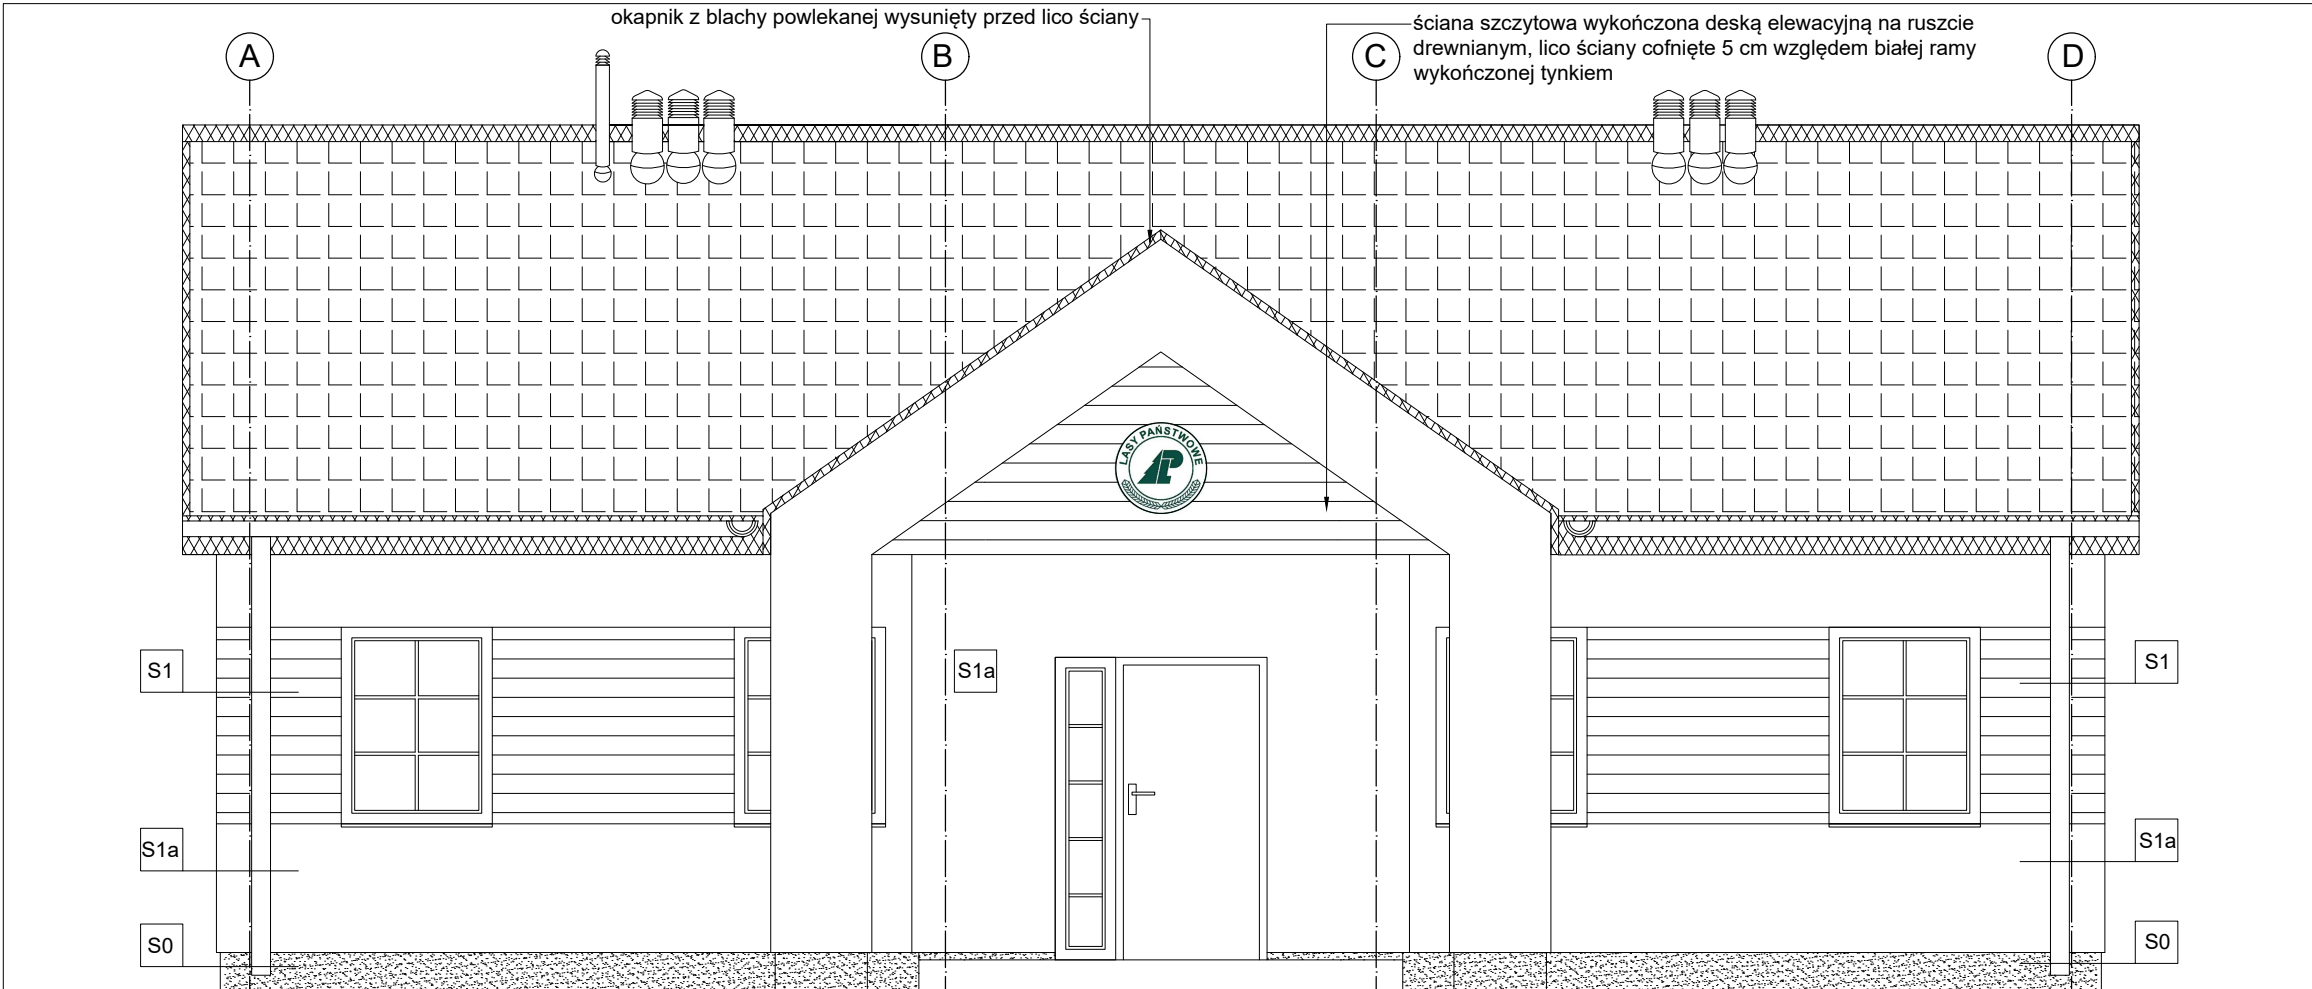 okapnik z blachy powlekanej wysunięty przed lico ściany
ściana szczytowa wykończona deską elewacyjną na ruszcie
drewnianym, lico ściany cofnięte 5 cm względem białej ramy
wykończonej tynkiem
A
B
C
D
LASY PAŃSTWOWE
LP
S1
S1a
S1
S1a
S1a
S0
S0